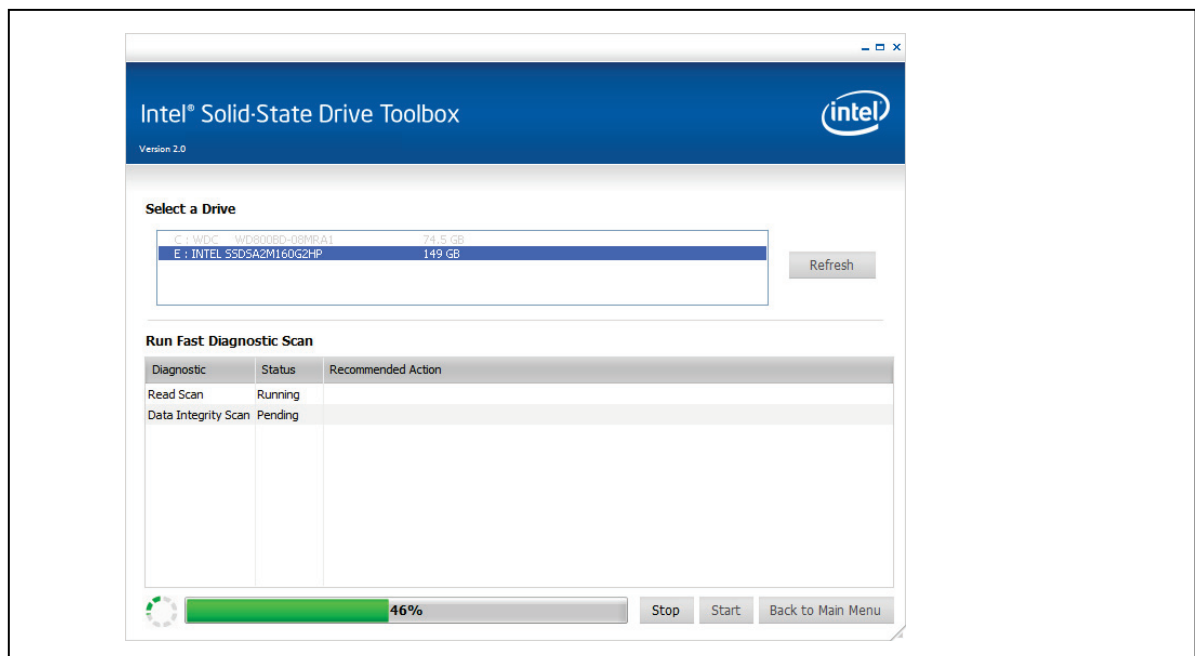 Intel® Solid-State Drive Toolbox
intel
Version 2.0
Select a Drive
C : WDC WD800BD-08MRA1 74.5 GB
E : INTEL SSDSA2M160G2HP 149 GB
Refresh
Run Fast Diagnostic Scan
Diagnostic Status Recommended Action
Read Scan Running
Data Integrity Scan Pending
46% Stop Start Back to Main Menu